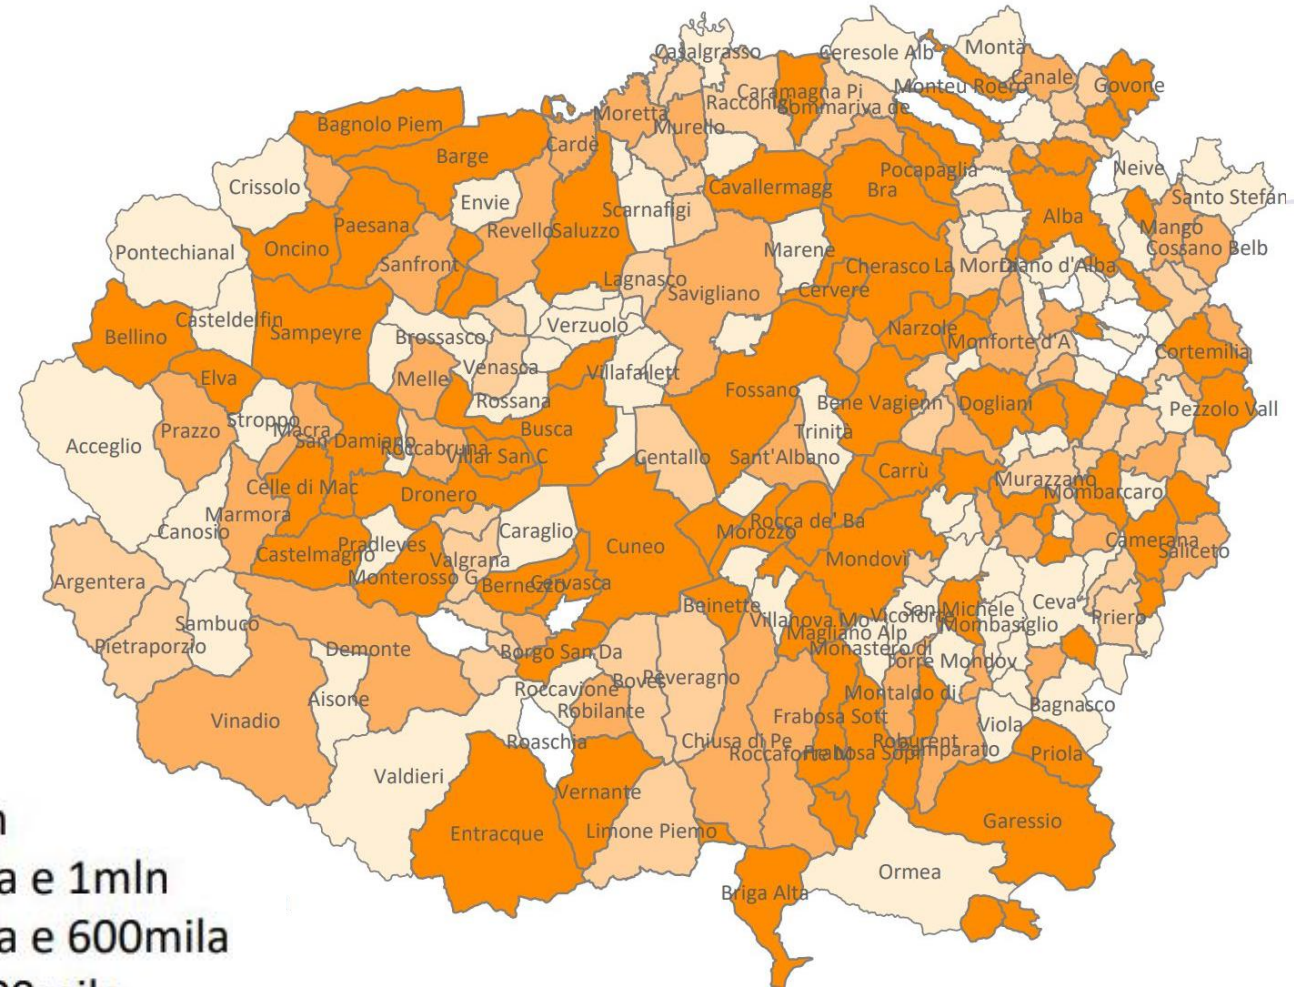 Casalgrasso
Ceresole Alb
Montà
Canale
Govone
Caramagna Pi
Monteu Roero
Racconigi
Sommariva de
Moretta
Murello
Bagnolo Piem
Cardè
Barge
Crissolo
Envie
Cavallermagg
Bra
Pocapaglia
Neive
Santo Stefan
Scarnafigi
Alba
Mango
Paesana
Revello
Saluzzo
Oncino
Pontechianal
Marene
Cossano Belb
Sanfront
Cherasco
La Morra
Diano d'Alba
Lagnasco
Savigliano
Cervere
Casteldelfin
Sampeyre
Verzuolo
Narzole
Bellino
Brossasco
Monforte d'A
Cortemilia
Elva
Melle
Venasca
Villafallett
Fossano
Rossana
Bene Vagienn
Dogliani
Pezzolo Vall
Stroppo
Prazzo
Macra
San Damiano
Busca
Trinità
Acceglio
Roccabruna
Villar San C
Centallo
Sant'Albano
Carrù
Murazzano
Celle di Mac
Dronero
Mombarcaro
Marmora
Canosio
Caraglio
Rocca de' Ba
Morozzo
Pradleves
Cuneo
Camerana
Castelmagno
Valgrana
Mondovì
Saliceto
Argentera
Monterosso G
Bernezzo
Cervasca
Beinette
San Michele
Ceva
Vicoforte
Priero
Sambuco
Villanova Mo
Mombasiglio
Magliano Alp
Pietraporzio
Demonte
Borgo San Da
Monastero di
Torre Mondov
Peveragno
Boves
Roccavione
Aisone
Montaldo di
Bagnasco
Robilante
Vinadio
Frabosa Sott
Viola
Roaschia
Chiusa di Pe
Roburent
Roccaforte M
Frabosa Sopr
Pamparato
Priola
Valdieri
Vernante
Entracque
Limone Piemo
Garessio
Ormea
Briga Alta
a e 1mln
a e 600mila